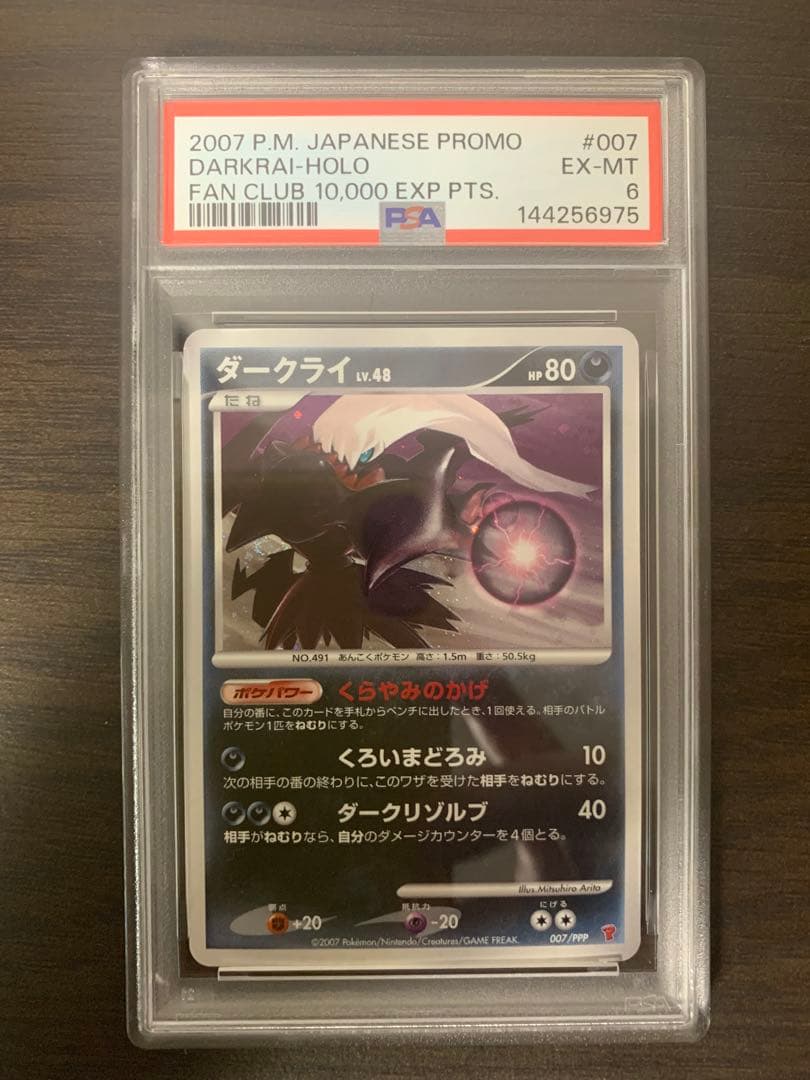 2007 P.M. JAPANESE PROMO #007
DARKRAI-HOLO EX-MT
FAN CLUB 10,000 EXP PTS. 6
PSA 144256975
ダークライ LV.48 HP 80
たね
NO.491 あんこくポケモン 高さ:1.5m 重さ:50.5kg
ポケパワー くらやみのかげ
自分の番に、このカードを手札からベンチに出したとき、1回使える。相手のバトル
ポケモン1匹をねむりにする。
くろいまどろみ 10
次の相手の番の終わりに、このワザを受けた相手をねむりにする。
ダークリゾルブ 40
相手がねむりなら、自分のダメージカウンターを4個とる。
Illus. Mitsuhiro Arita
弱点 抵抗力 にげる
+20 -20
©2007 Pokémon/Nintendo/Creatures/GAME FREAK. 007/PPP
PSA